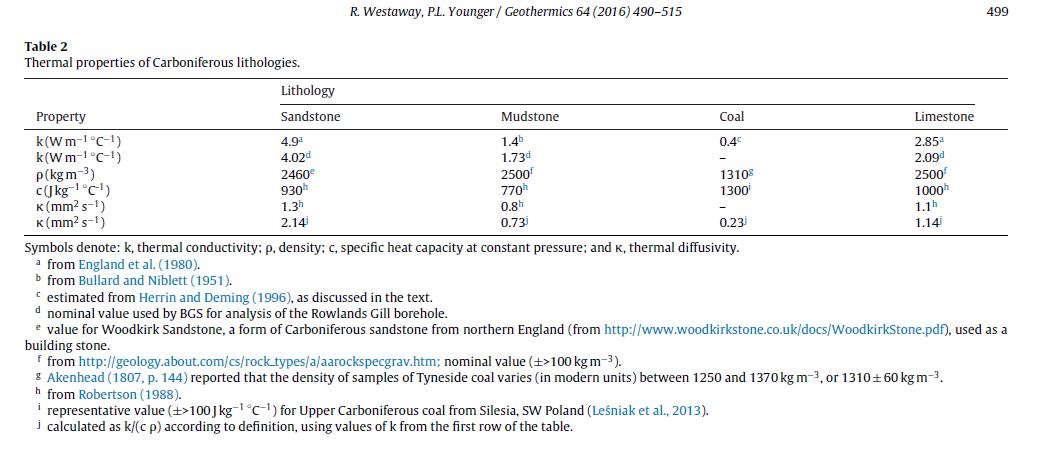 R. Westaway, P.L. Younger / Geothermics 64 (2016) 490–515 499
Table 2
Thermal properties of Carboniferous lithologies.
Lithology
Property Sandstone Mudstone Coal Limestone
k (W m−1 °C−1) 4.9a 1.4b 0.4c 2.85a
k (W m−1 °C−1) 4.02d 1.73d – 2.09d
ρ (kg m−3) 2460e 2500f 1310g 2500f
c (J kg−1 °C-1) 930h 770h 1300i 1000h
κ (mm2 s−1) 1.3h 0.8h – 1.1h
κ (mm2 s−1) 2.14j 0.73j 0.23j 1.14j
Symbols denote: k, thermal conductivity; ρ, density; c, specific heat capacity at constant pressure; and κ, thermal diffusivity.
a from England et al. (1980).
b from Bullard and Niblett (1951).
c estimated from Herrin and Deming (1996), as discussed in the text.
d nominal value used by BGS for analysis of the Rowlands Gill borehole.
e value for Woodkirk Sandstone, a form of Carboniferous sandstone from northern England (from http://www.woodkirkstone.co.uk/docs/WoodkirkStone.pdf), used as a
building stone.
f from http://geology.about.com/cs/rock_types/a/aarockspecgrav.htm; nominal value (±>100 kg m−3).
g Akenhead (1807, p. 144) reported that the density of samples of Tyneside coal varies (in modern units) between 1250 and 1370 kg m−3, or 1310 ± 60 kg m−3.
h from Robertson (1988).
i representative value (±>100 J kg−1 °C−1) for Upper Carboniferous coal from Silesia, SW Poland (Leśniak et al., 2013).
j calculated as k/(c ρ) according to definition, using values of k from the first row of the table.